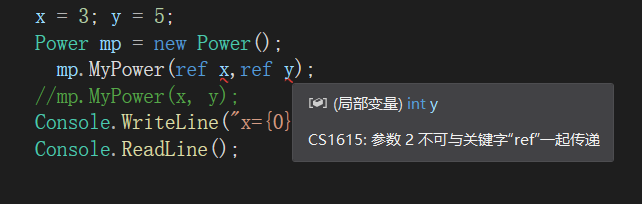 x = 3; y = 5;
Power mp = new Power();
mp.MyPower(ref x,ref y);
//mp.MyPower(x, y);
Console.WriteLine("x={0}
Console.ReadLine();
(局部变量) int y
CS1615: 参数 2 不可与关键字“ref”一起传递